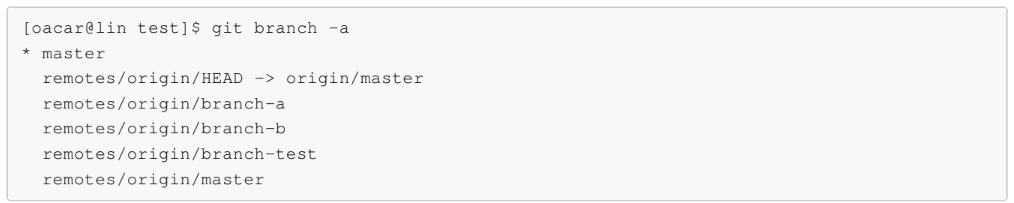 [oacar@lin test]$ git branch -a
* master
  remotes/origin/HEAD -> origin/master
  remotes/origin/branch-a
  remotes/origin/branch-b
  remotes/origin/branch-test
  remotes/origin/master